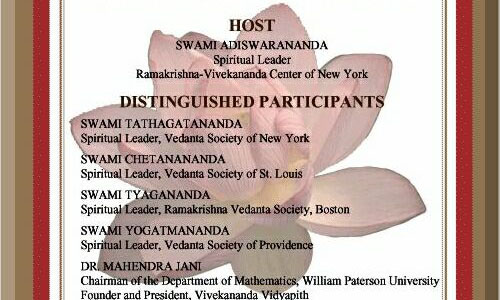 HOST
SWAMI ADISWARANANDA
Spiritual Leader
Ramakrishna-Vivekananda Center of New York
DISTINGUISHED PARTICIPANTS
SWAMI TATHAGATANANDA
Spiritual Leader, Vedanta Society of New York
SWAMI CHETANANANDA
Spiritual Leader, Vedanta Society of St. Louis
SWAMI TYAGANANDA
Spiritual Leader, Ramakrishna Vedanta Society, Boston
SWAMI YOGATMANANDA
Spiritual Leader, Vedanta Society of Providence
DR. MAHENDRA JANI
Chairman of the Department of Mathematics, William Paterson University
Founder and President, Vivekananda Vidyapith